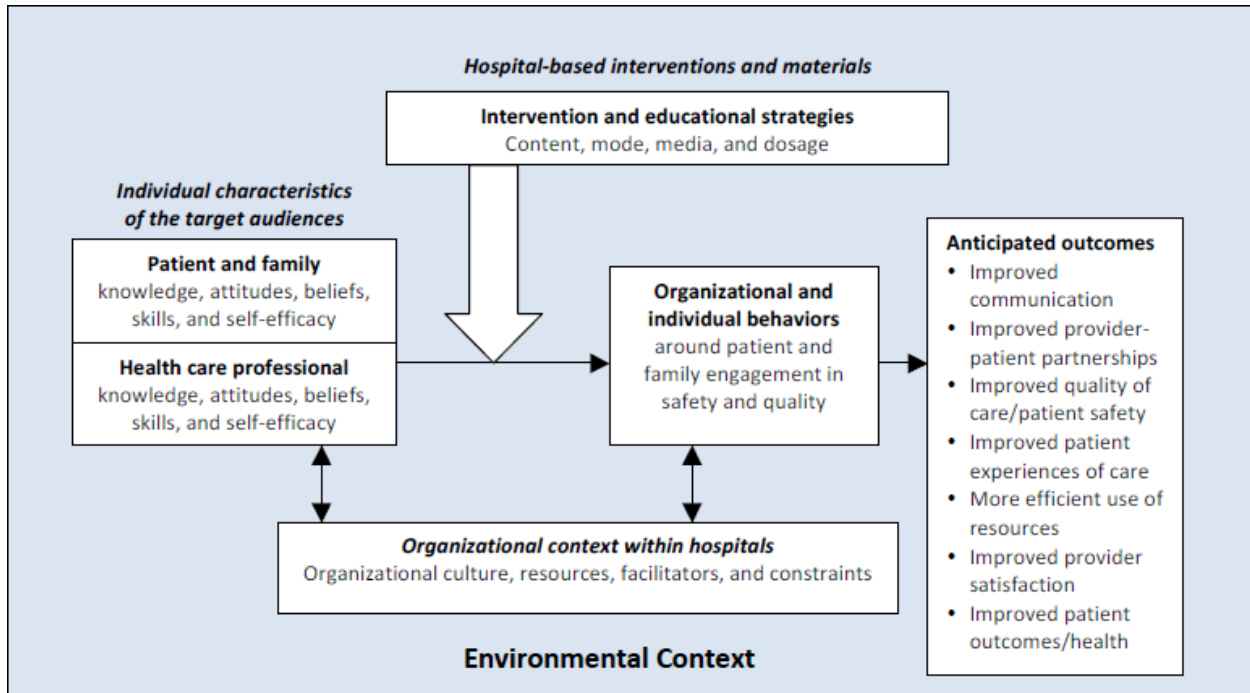 Hospital-based interventions and materials
Intervention and educational strategies
Content, mode, media, and dosage
Individual characteristics
of the target audiences
Patient and family
knowledge, attitudes, beliefs,
skills, and self-efficacy
Health care professional
knowledge, attitudes, beliefs,
skills, and self-efficacy
Organizational and
individual behaviors
around patient and
family engagement in
safety and quality
Anticipated outcomes
• Improved
communication
• Improved provider-
patient partnerships
• Improved quality of
care/patient safety
• Improved patient
experiences of care
• More efficient use of
resources
• Improved provider
satisfaction
• Improved patient
outcomes/health
Organizational context within hospitals
Organizational culture, resources, facilitators, and constraints
Environmental Context